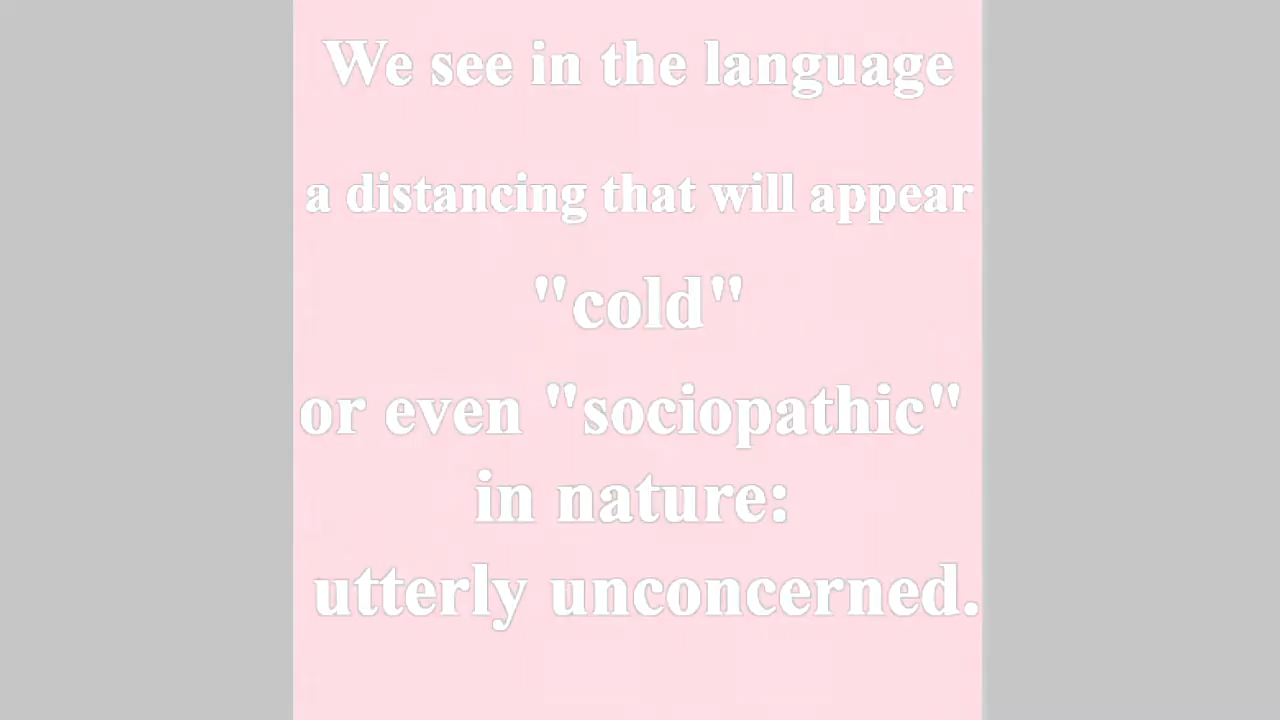 We see in the language
a distancing that will appear
"cold"
or even "sociopathic"
in nature:
utterly unconcerned.